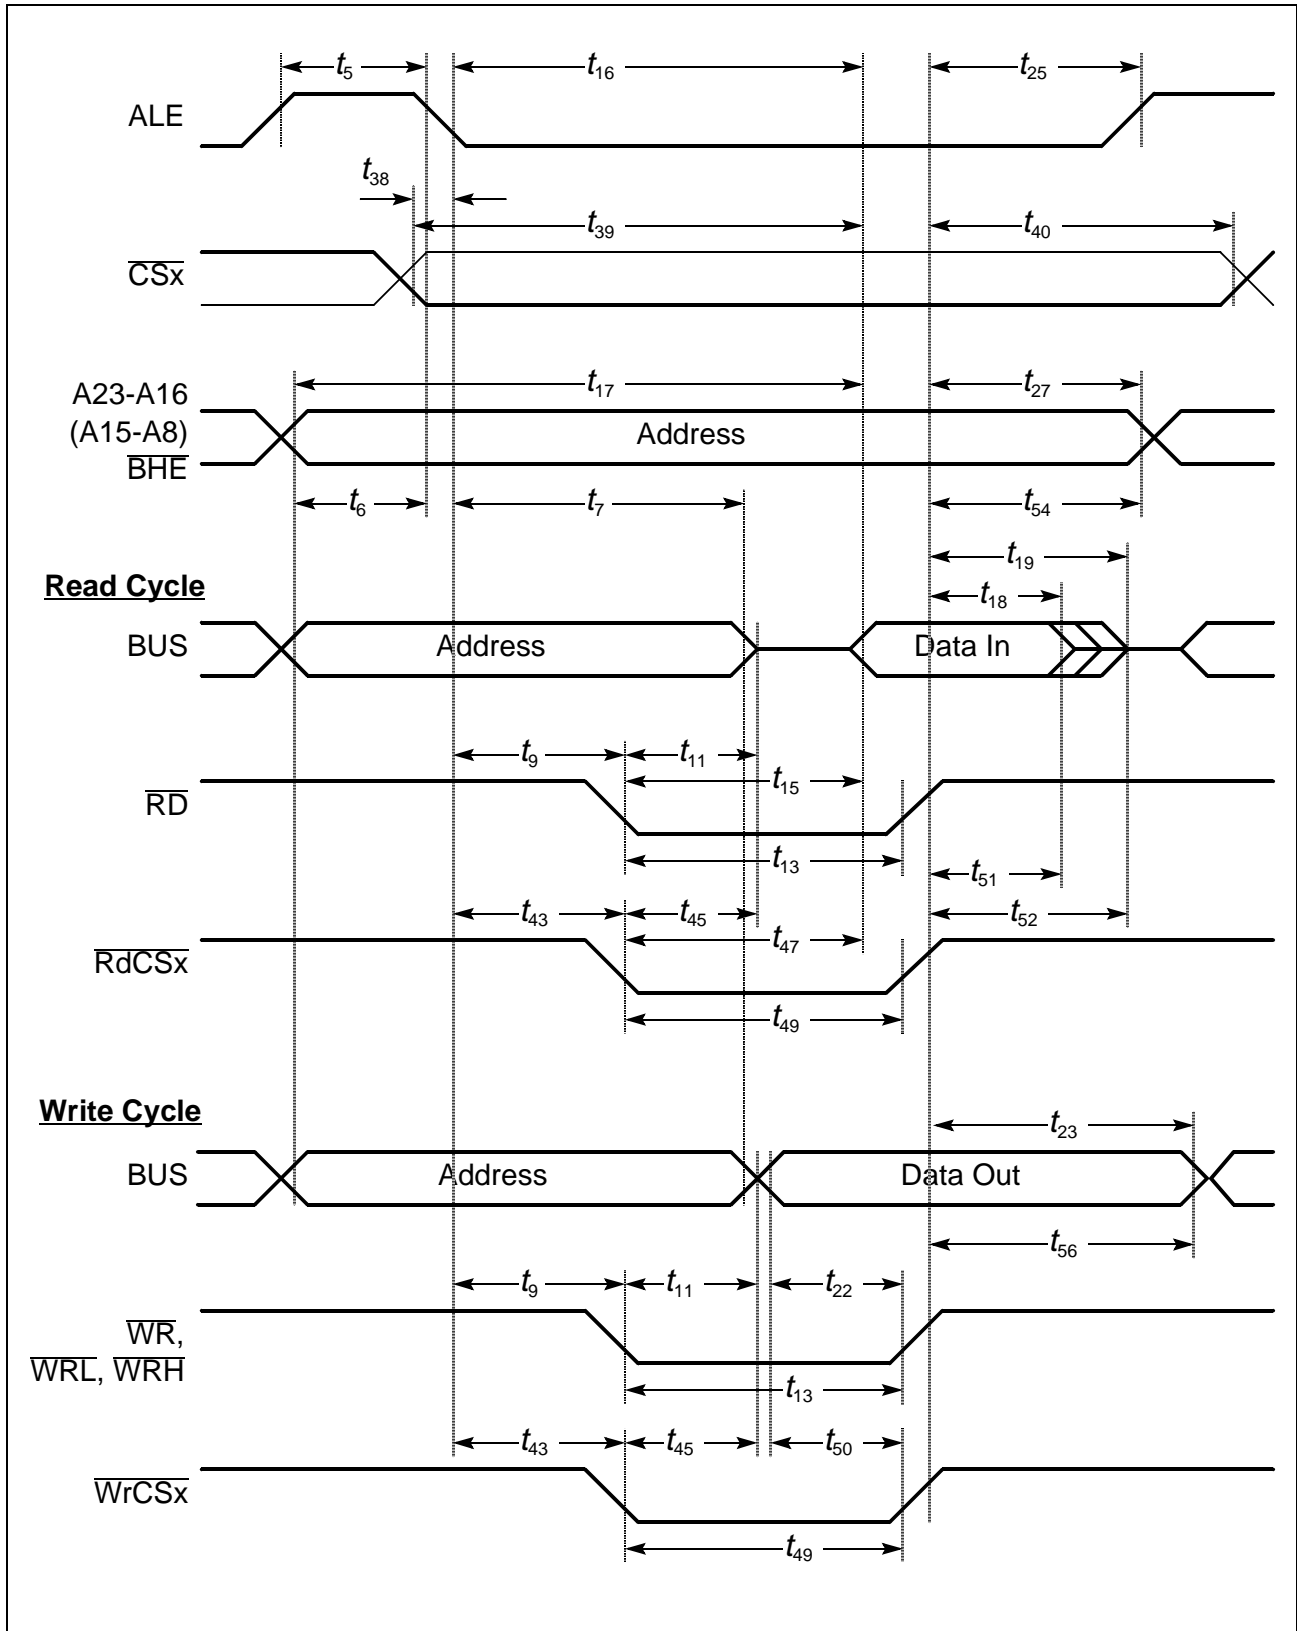 t5 t16 t25
ALE
t38
t39 t40
CSx
t17 t27
A23-A16
(A15-A8)
BHE
Address
t6 t7 t54
t19
Read Cycle
t18
BUS Address Data In
t9 t11
t15
RD
t13
t51
t43 t45 t52
t47
RdCSx
t49
Write Cycle
t23
BUS Address Data Out
t56
t9 t11 t22
WR,
WRL, WRH
t13
t43 t45 t50
WrCSx
t49